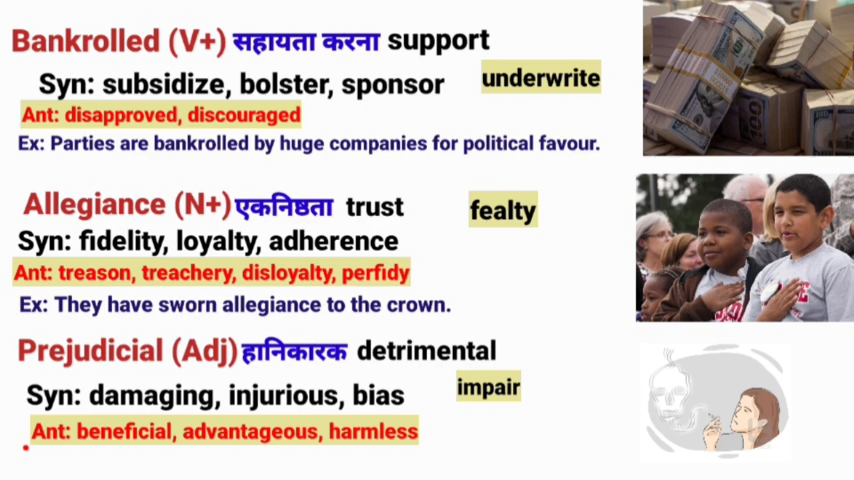 Bankrolled (V+) सहायता करना support
Syn: subsidize, bolster, sponsor underwrite
Ant: disapproved, discouraged
Ex: Parties are bankrolled by huge companies for political favour.
Allegiance (N+) एकनिष्ठता trust fealty
Syn: fidelity, loyalty, adherence
Ant: treason, treachery, disloyalty, perfidy
Ex: They have sworn allegiance to the crown.
Prejudicial (Adj) हानिकारक detrimental
Syn: damaging, injurious, bias impair
Ant: beneficial, advantageous, harmless